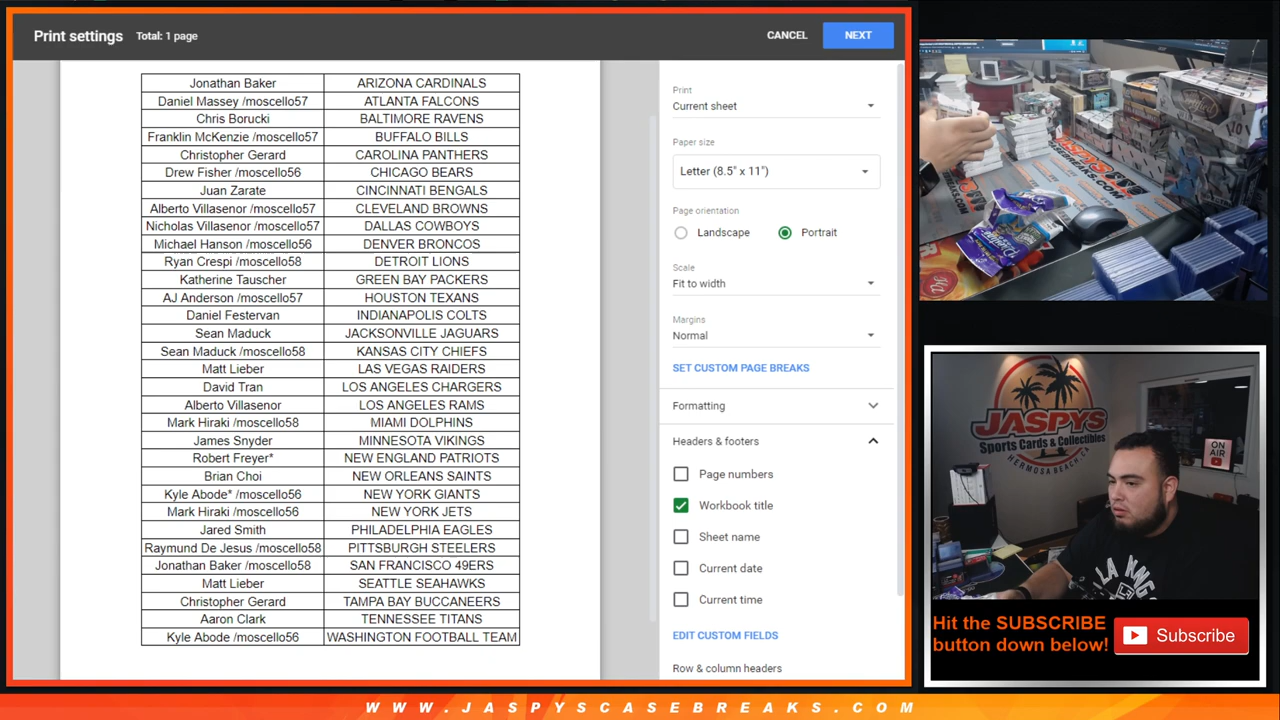 Print settings Total: 1 page CANCEL NEXT
Jonathan Baker ARIZONA CARDINALS
Daniel Massey /moscello57 ATLANTA FALCONS
Chris Borucki BALTIMORE RAVENS
Franklin McKenzie /moscello57 BUFFALO BILLS
Christopher Gerard CAROLINA PANTHERS
Drew Fisher /moscello56 CHICAGO BEARS
Juan Zarate CINCINNATI BENGALS
Alberto Villasenor /moscello57 CLEVELAND BROWNS
Nicholas Villasenor /moscello57 DALLAS COWBOYS
Michael Hanson /moscello56 DENVER BRONCOS
Ryan Crespi /moscello58 DETROIT LIONS
Katherine Tauscher GREEN BAY PACKERS
AJ Anderson /moscello57 HOUSTON TEXANS
Daniel Festervan INDIANAPOLIS COLTS
Sean Maduck JACKSONVILLE JAGUARS
Sean Maduck /moscello58 KANSAS CITY CHIEFS
Matt Lieber LAS VEGAS RAIDERS
David Tran LOS ANGELES CHARGERS
Alberto Villasenor LOS ANGELES RAMS
Mark Hiraki /moscello58 MIAMI DOLPHINS
James Snyder MINNESOTA VIKINGS
Robert Freyer* NEW ENGLAND PATRIOTS
Brian Choi NEW ORLEANS SAINTS
Kyle Abode* /moscello56 NEW YORK GIANTS
Mark Hiraki /moscello56 NEW YORK JETS
Jared Smith PHILADELPHIA EAGLES
Raymund De Jesus /moscello58 PITTSBURGH STEELERS
Jonathan Baker /moscello58 SAN FRANCISCO 49ERS
Matt Lieber SEATTLE SEAHAWKS
Christopher Gerard TAMPA BAY BUCCANEERS
Aaron Clark TENNESSEE TITANS
Kyle Abode /moscello56 WASHINGTON FOOTBALL TEAM
Print
Current sheet
Paper size
Letter (8.5" x 11")
Page orientation
Landscape Portrait
Scale
Fit to width
Margins
Normal
SET CUSTOM PAGE BREAKS
Formatting
Headers & footers
Page numbers
Workbook title
Sheet name
Current date
Current time
EDIT CUSTOM FIELDS
Row & column headers
JASPYS
Sports Cards & Collectibles
HERMOSA BEACH, CA
ON
AIR
LA KINGS
Hit the SUBSCRIBE
button down below!
Subscribe
WWW.JASPYSCASEBREAKS.COM